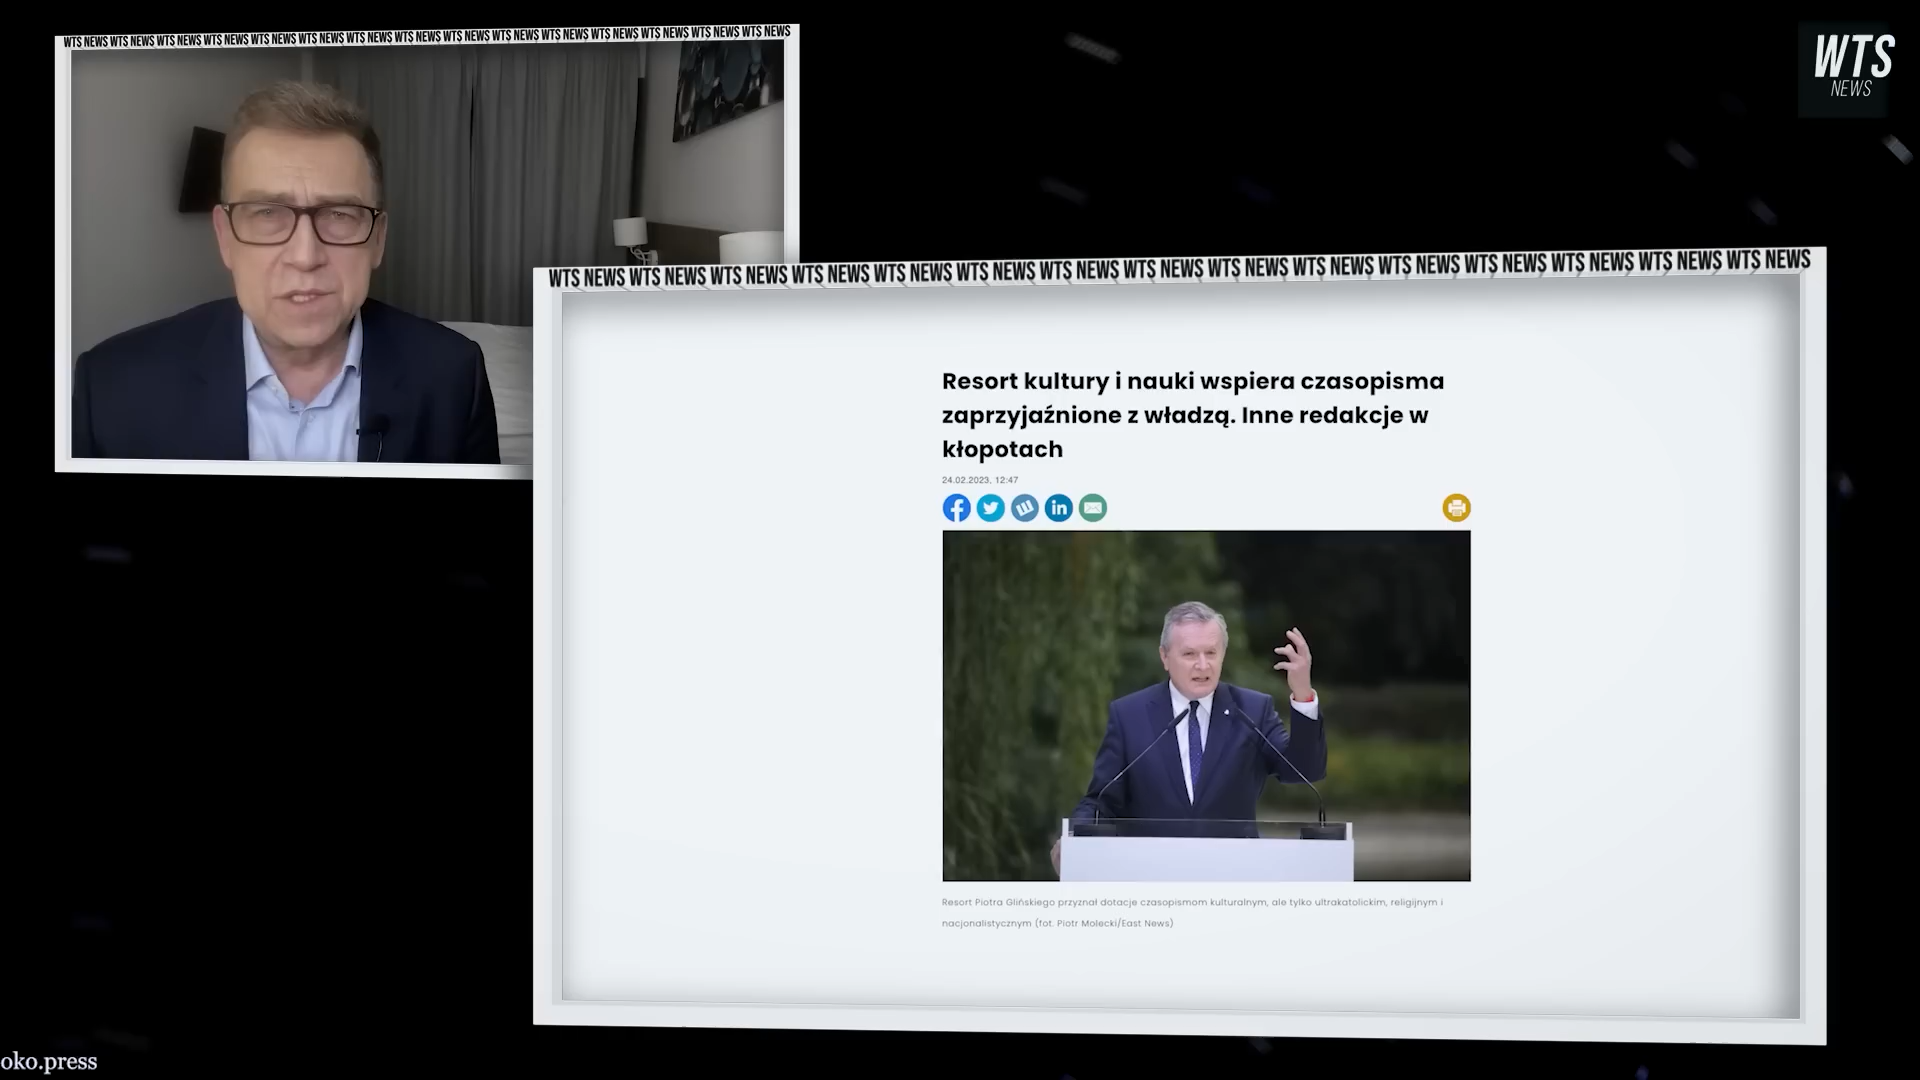 WTS NEWS WTS NEWS WTS NEWS WTS NEWS WTS NEWS WTS NEWS WTS NEWS WTS NEWS WTS NEWS WTS NEWS WTS NEWS WTS NEWS WTS NEWS WTS NEWS WTS NEWS WTS NEWS
WTS
NEWS
WTS NEWS WTS NEWS WTS NEWS WTS NEWS WTS NEWS WTS NEWS WTS NEWS WTS NEWS WTS NEWS WTS NEWS WTS NEWS WTS NEWS WTS NEWS WTS NEWS WTS NEWS
Resort kultury i nauki wspiera czasopisma
zaprzyjaźnione z władzą. Inne redakcje w
kłopotach
24.02.2023, 12:47
Resort Piotra Glińskiego przyznał dotacje czasopismom kulturalnym, ale tylko ultrakatolickim, religijnym i
nacjonalistycznym (fot. Piotr Molecki/East News)
oko.press